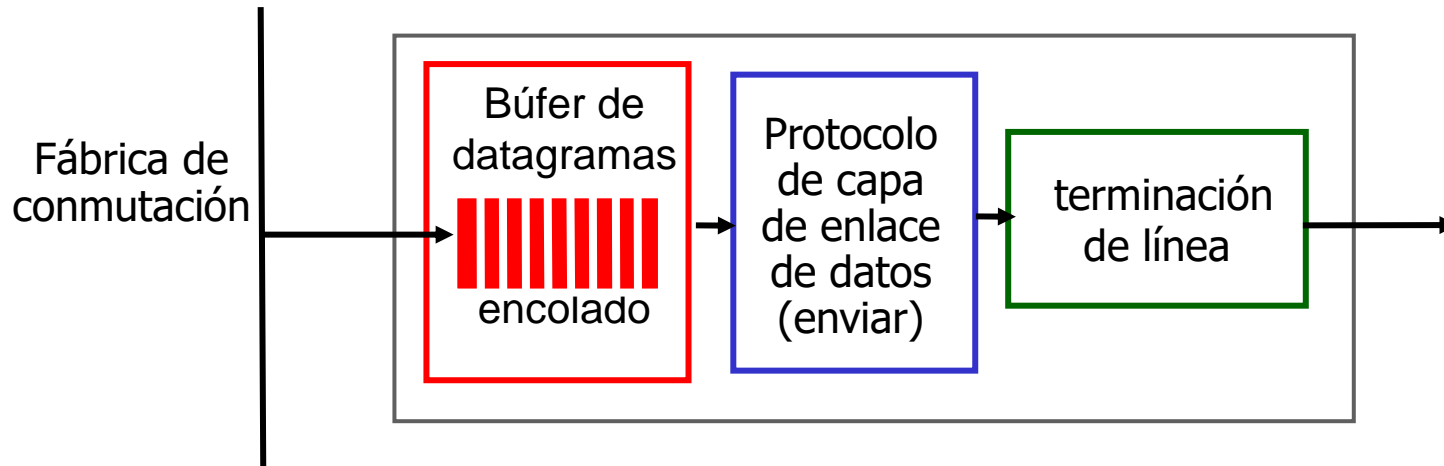 Fábrica de
conmutación
Búfer de
datagramas
encolado
Protocolo
de capa
de enlace
de datos
(enviar)
terminación
de línea